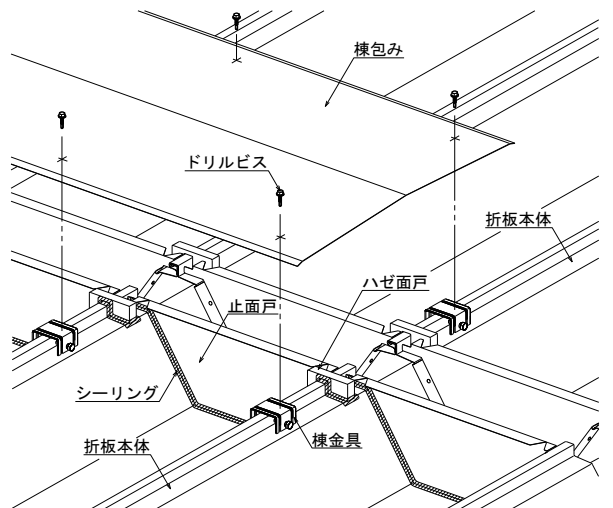 棟包み
ドリルビス
折板本体
ハゼ面戸
止面戸
シーリング
棟金具
折板本体